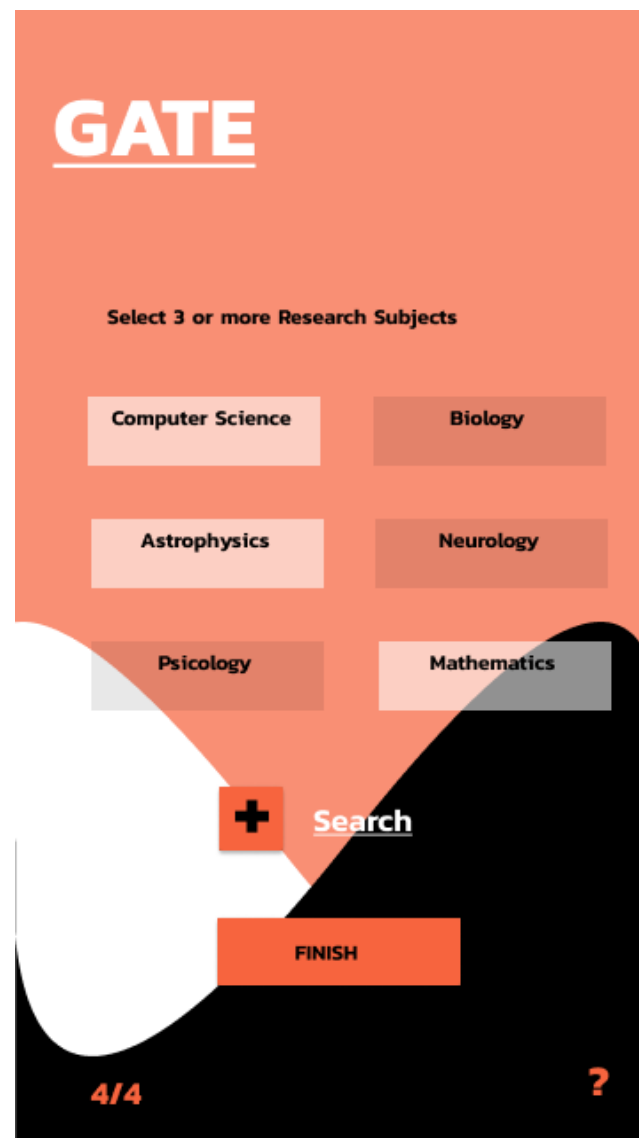 GATE
Select 3 or more Research Subjects
Computer Science
Biology
Astrophysics
Neurology
Psicology
Mathematics
Search
FINISH
4/4
?